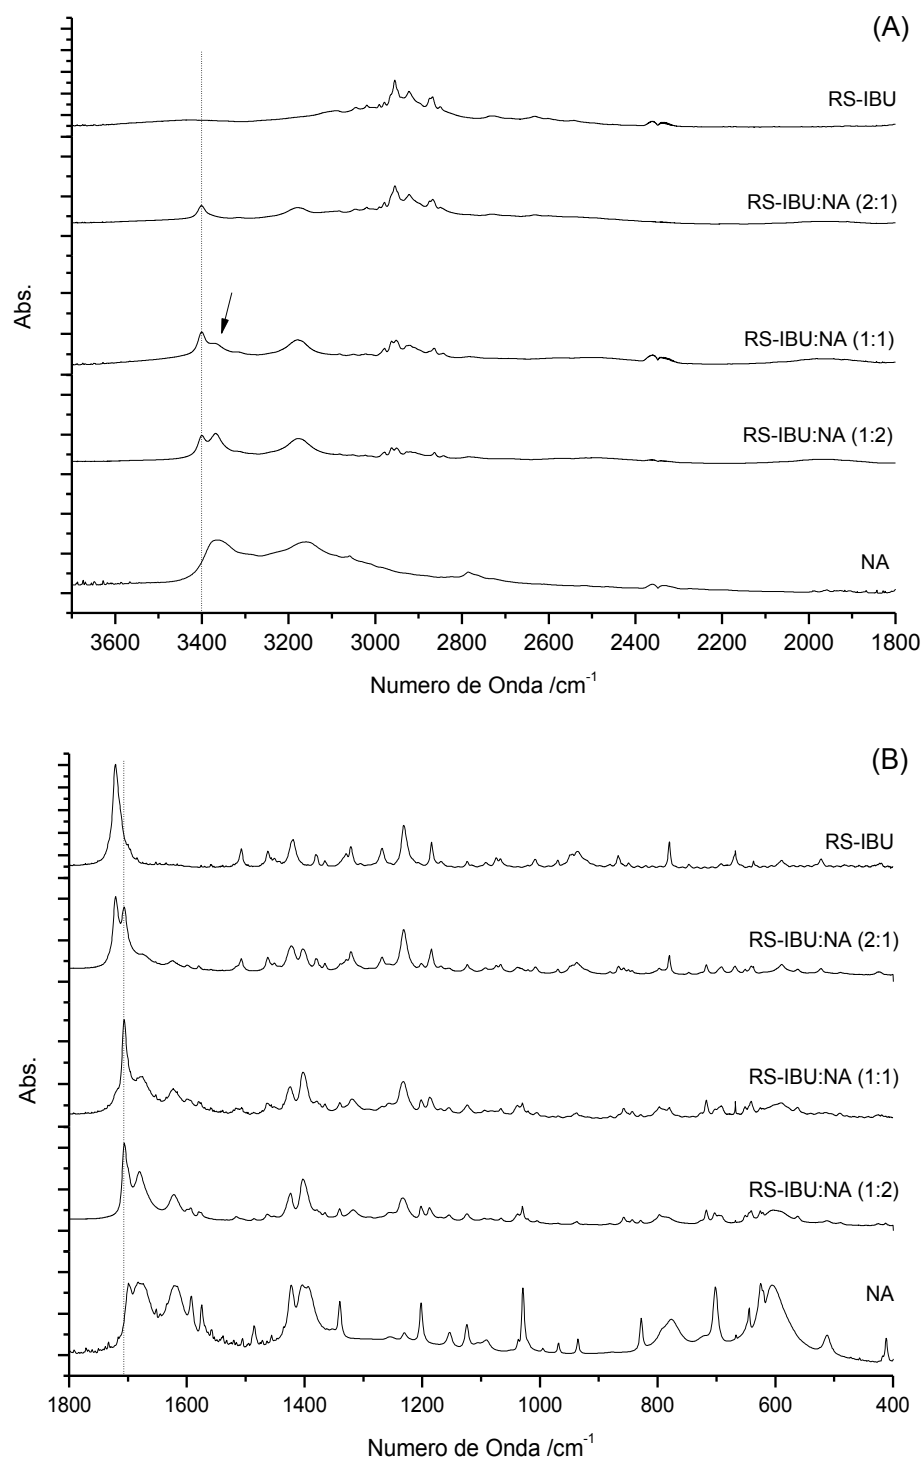 (A)
RS-IBU
RS-IBU:NA (2:1)
RS-IBU:NA (1:1)
RS-IBU:NA (1:2)
NA
Abs.
3600 3400 3200 3000 2800 2600 2400 2200 2000 1800
Numero de Onda /cm-1
(B)
RS-IBU
RS-IBU:NA (2:1)
RS-IBU:NA (1:1)
RS-IBU:NA (1:2)
NA
Abs.
1800 1600 1400 1200 1000 800 600 400
Numero de Onda /cm-1